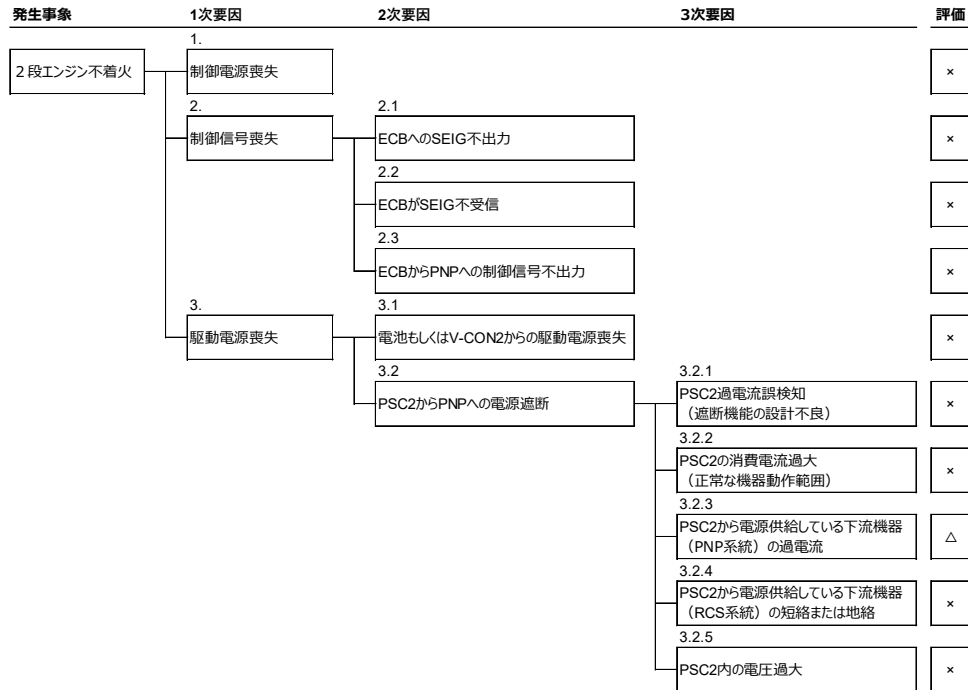 発生事象 1次要因 2次要因 3次要因 評価
1.
2段エンジン不着火 制御電源喪失 ×
2. 2.1
制御信号喪失 ECBへのSEIG不出力 ×
2.2
ECBがSEIG不受信 ×
2.3
ECBからPNPへの制御信号不出力 ×
3. 3.1
駆動電源喪失 電池もしくはV-CON2からの駆動電源喪失 ×
3.2 3.2.1
PSC2からPNPへの電源遮断 PSC2過電流誤検知
（遮断機能の設計不良） ×
3.2.2
PSC2の消費電流過大
（正常な機器動作範囲） ×
3.2.3
PSC2から電源供給している下流機器
（PNP系統）の過電流 △
3.2.4
PSC2から電源供給している下流機器
（RCS系統）の短絡または地絡 ×
3.2.5
PSC2内の電圧過大 ×